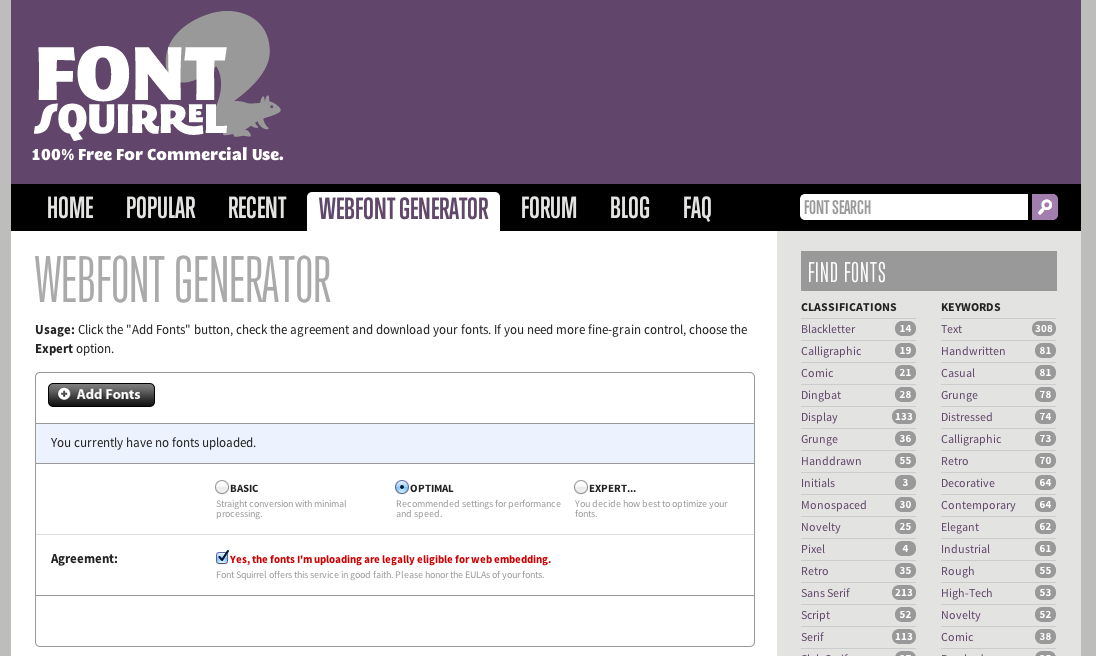 FONT
SQUIRREL
100% Free For Commercial Use.
HOME POPULAR RECENT WEBFONT GENERATOR FORUM BLOG FAQ FONT SEARCH
WEBFONT GENERATOR
Usage: Click the "Add Fonts" button, check the agreement and download your fonts. If you need more fine-grain control, choose the
Expert option.
Add Fonts
You currently have no fonts uploaded.
BASIC
Straight conversion with minimal
processing.
OPTIMAL
Recommended settings for performance
and speed.
EXPERT...
You decide how best to optimize your
fonts.
Agreement:
Yes, the fonts I'm uploading are legally eligible for web embedding.
Font Squirrel offers this service in good faith. Please honor the EULAs of your fonts.
FIND FONTS
CLASSIFICATIONS
Blackletter 14
Calligraphic 19
Comic 21
Dingbat 28
Display 133
Grunge 36
Handdrawn 55
Initials 3
Monospaced 30
Novelty 25
Pixel 4
Retro 35
Sans Serif 213
Script 52
Serif 113
KEYWORDS
Text 308
Handwritten 81
Casual 81
Grunge 78
Distressed 74
Calligraphic 73
Retro 70
Decorative 64
Contemporary 64
Elegant 62
Industrial 61
Rough 55
High-Tech 53
Novelty 52
Comic 38